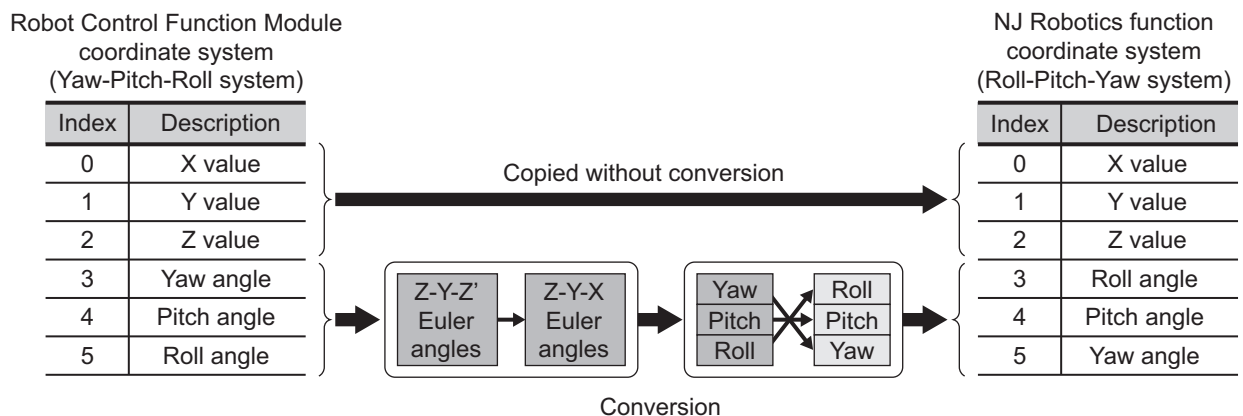 Robot Control Function Module
coordinate system
(Yaw-Pitch-Roll system)
Index Description
0 X value
1 Y value
2 Z value
3 Yaw angle
4 Pitch angle
5 Roll angle
Copied without conversion
Z-Y-Z'
Euler
angles
Z-Y-X
Euler
angles
Yaw
Pitch
Roll
Roll
Pitch
Yaw
Conversion
NJ Robotics function
coordinate system
(Roll-Pitch-Yaw system)
Index Description
0 X value
1 Y value
2 Z value
3 Roll angle
4 Pitch angle
5 Yaw angle